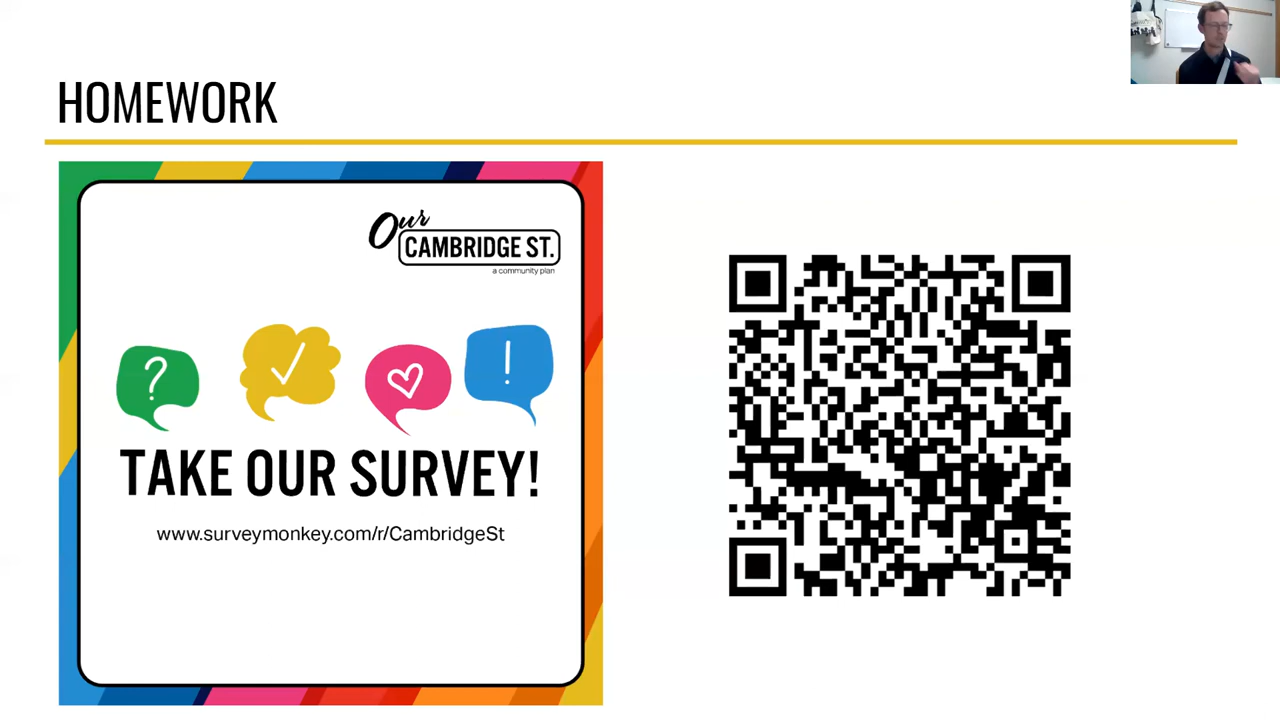 HOMEWORK
Our
CAMBRIDGE ST.
a community plan
?
!
TAKE OUR SURVEY!
www.surveymonkey.com/r/CambridgeSt